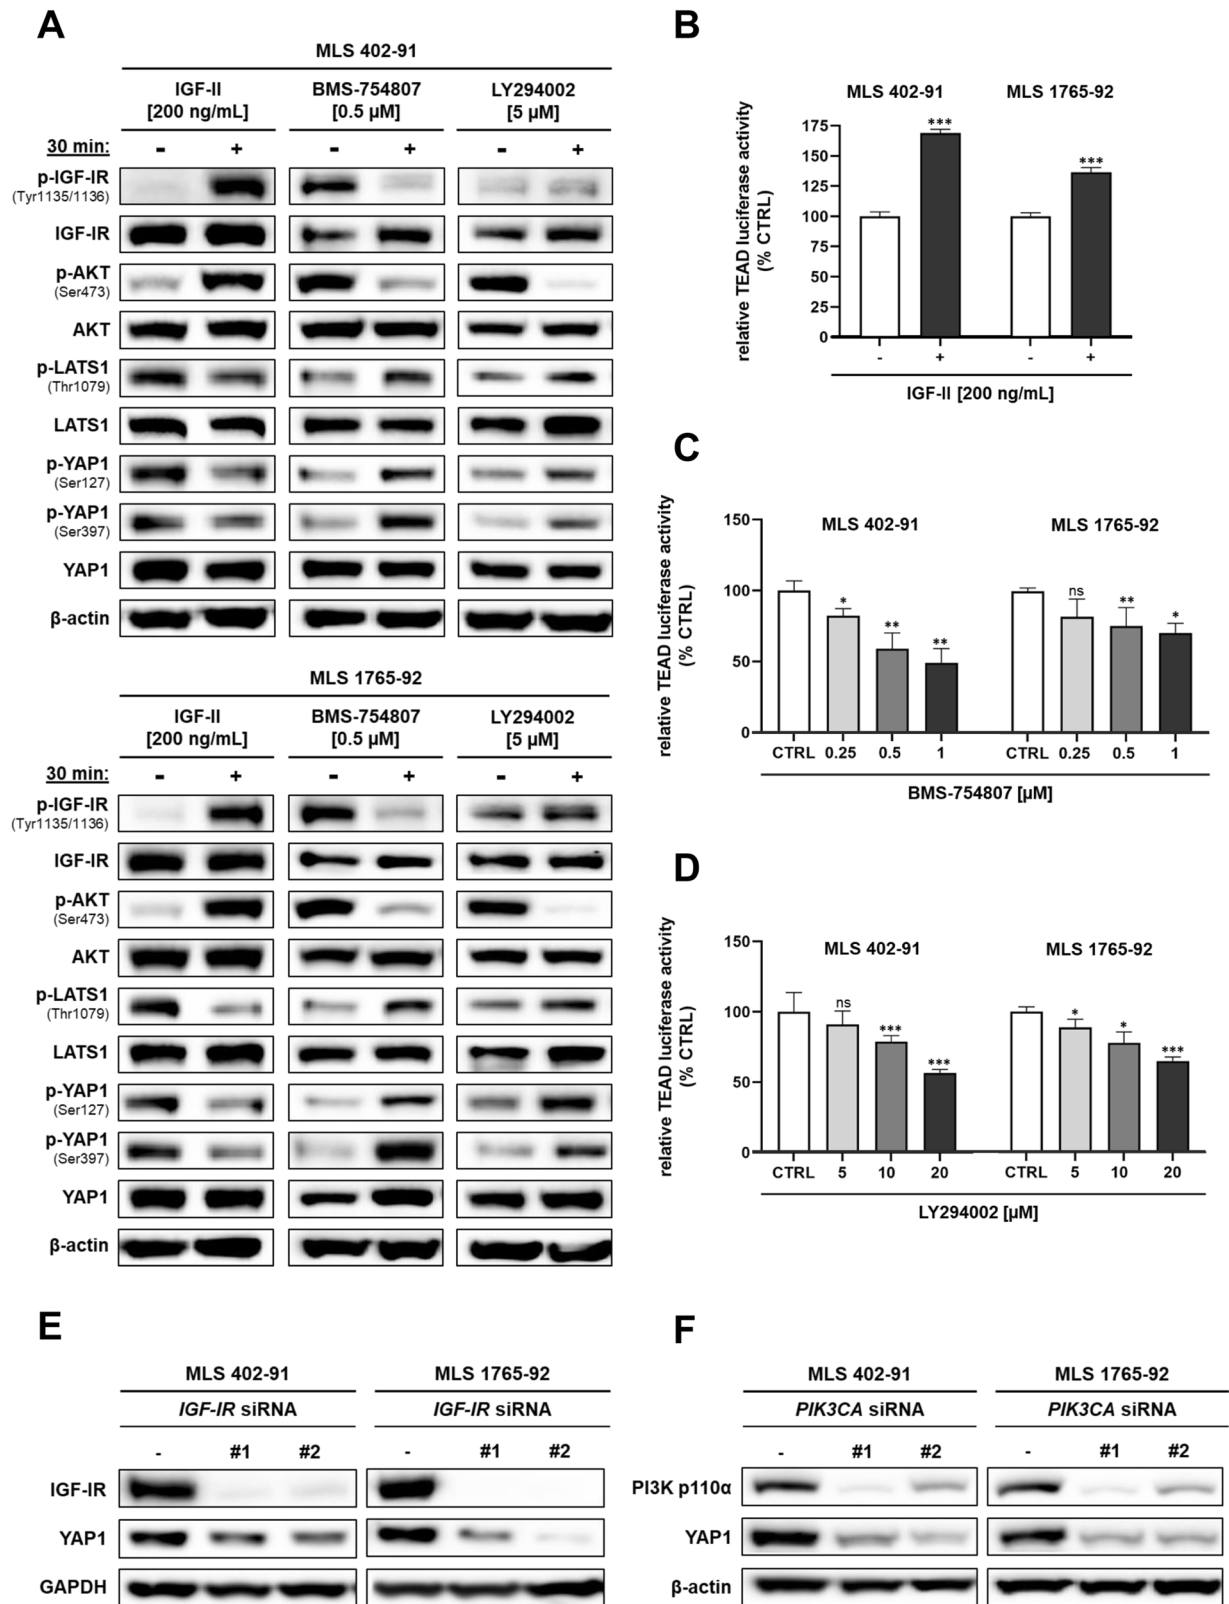 A
MLS 402-91
IGF-II BMS-754807 LY294002
[200 ng/mL] [0.5 µM] [5 µM]
30 min: - + - + - +
p-IGF-IR
(Tyr1135/1136)
IGF-IR
p-AKT
(Ser473)
AKT
p-LATS1
(Thr1079)
LATS1
p-YAP1
(Ser127)
p-YAP1
(Ser397)
YAP1
β-actin
MLS 1765-92
IGF-II BMS-754807 LY294002
[200 ng/mL] [0.5 µM] [5 µM]
30 min: - + - + - +
p-IGF-IR
(Tyr1135/1136)
IGF-IR
p-AKT
(Ser473)
AKT
p-LATS1
(Thr1079)
LATS1
p-YAP1
(Ser127)
p-YAP1
(Ser397)
YAP1
β-actin
B
MLS 402-91 MLS 1765-92
relative TEAD luciferase activity
(% CTRL)
175
150
125
100
75
50
25
0
*** ***
- + - +
IGF-II [200 ng/mL]
C
MLS 402-91 MLS 1765-92
relative TEAD luciferase activity
(% CTRL)
150
100
50
0
* ** ** ns ** *
CTRL 0.25 0.5 1 CTRL 0.25 0.5 1
BMS-754807 [µM]
D
MLS 402-91 MLS 1765-92
relative TEAD luciferase activity
(% CTRL)
150
100
50
0
ns *** *** * * ***
CTRL 5 10 20 CTRL 5 10 20
LY294002 [µM]
E
MLS 402-91 MLS 1765-92
IGF-IR siRNA IGF-IR siRNA
- #1 #2 - #1 #2
IGF-IR
YAP1
GAPDH
F
MLS 402-91 MLS 1765-92
PIK3CA siRNA PIK3CA siRNA
- #1 #2 - #1 #2
PI3K p110α
YAP1
β-actin